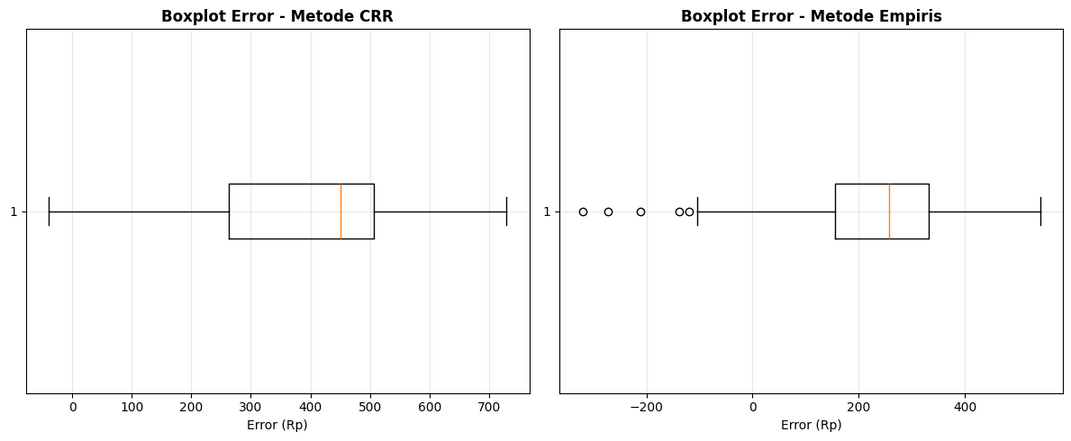 Boxplot Error - Metode CRR
1
0 100 200 300 400 500 600 700
Error (Rp)
Boxplot Error - Metode Empiris
1
−200 0 200 400
Error (Rp)